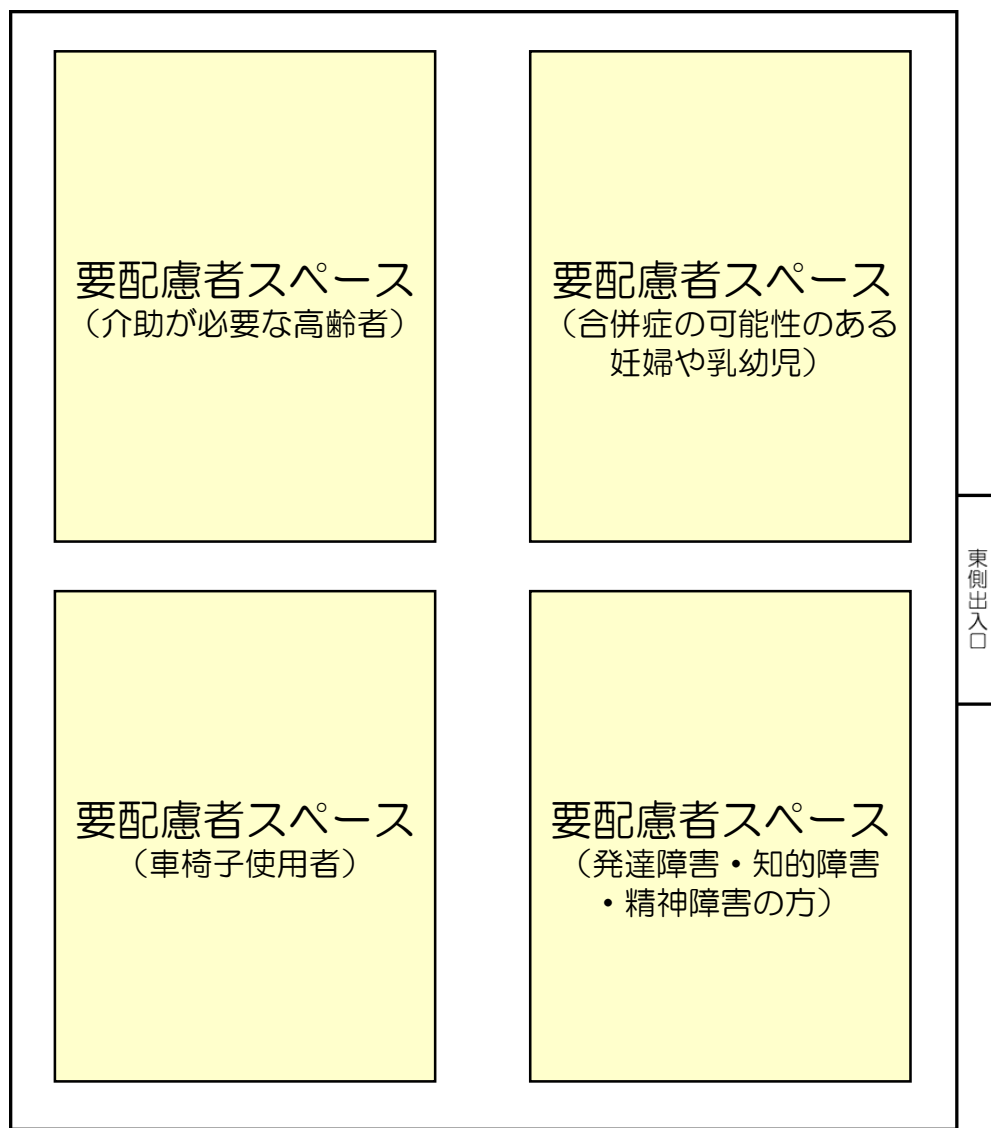 要配慮者スペース
（介助が必要な高齢者）
要配慮者スペース
（合併症の可能性のある
妊婦や乳幼児）
東側出入口
要配慮者スペース
（車椅子使用者）
要配慮者スペース
（発達障害・知的障害
・精神障害の方）